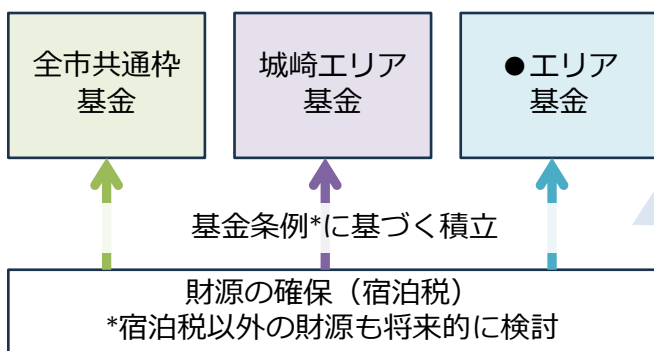 全市共通枠
基金
城崎エリア
基金
●エリア
基金
基金条例*に基づく積立
財源の確保（宿泊税）
*宿泊税以外の財源も将来的に検討